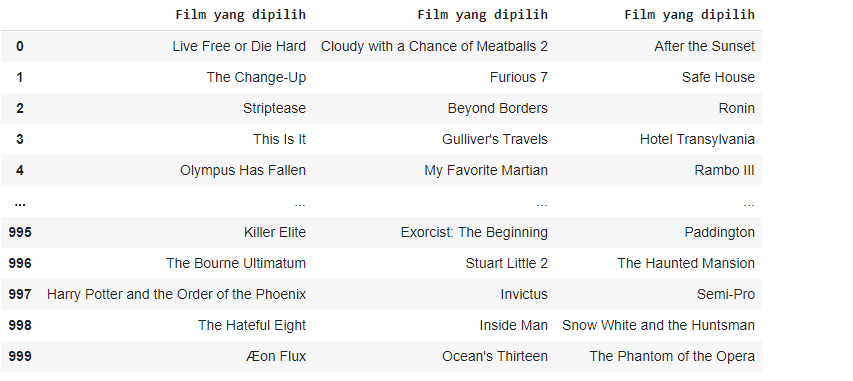 Film yang dipilih Film yang dipilih Film yang dipilih
0 Live Free or Die Hard Cloudy with a Chance of Meatballs 2 After the Sunset
1 The Change-Up Furious 7 Safe House
2 Striptease Beyond Borders Ronin
3 This Is It Gulliver's Travels Hotel Transylvania
4 Olympus Has Fallen My Favorite Martian Rambo III
... ... ... ...
995 Killer Elite Exorcist: The Beginning Paddington
996 The Bourne Ultimatum Stuart Little 2 The Haunted Mansion
997 Harry Potter and the Order of the Phoenix Invictus Semi-Pro
998 The Hateful Eight Inside Man Snow White and the Huntsman
999 Æon Flux Ocean's Thirteen The Phantom of the Opera